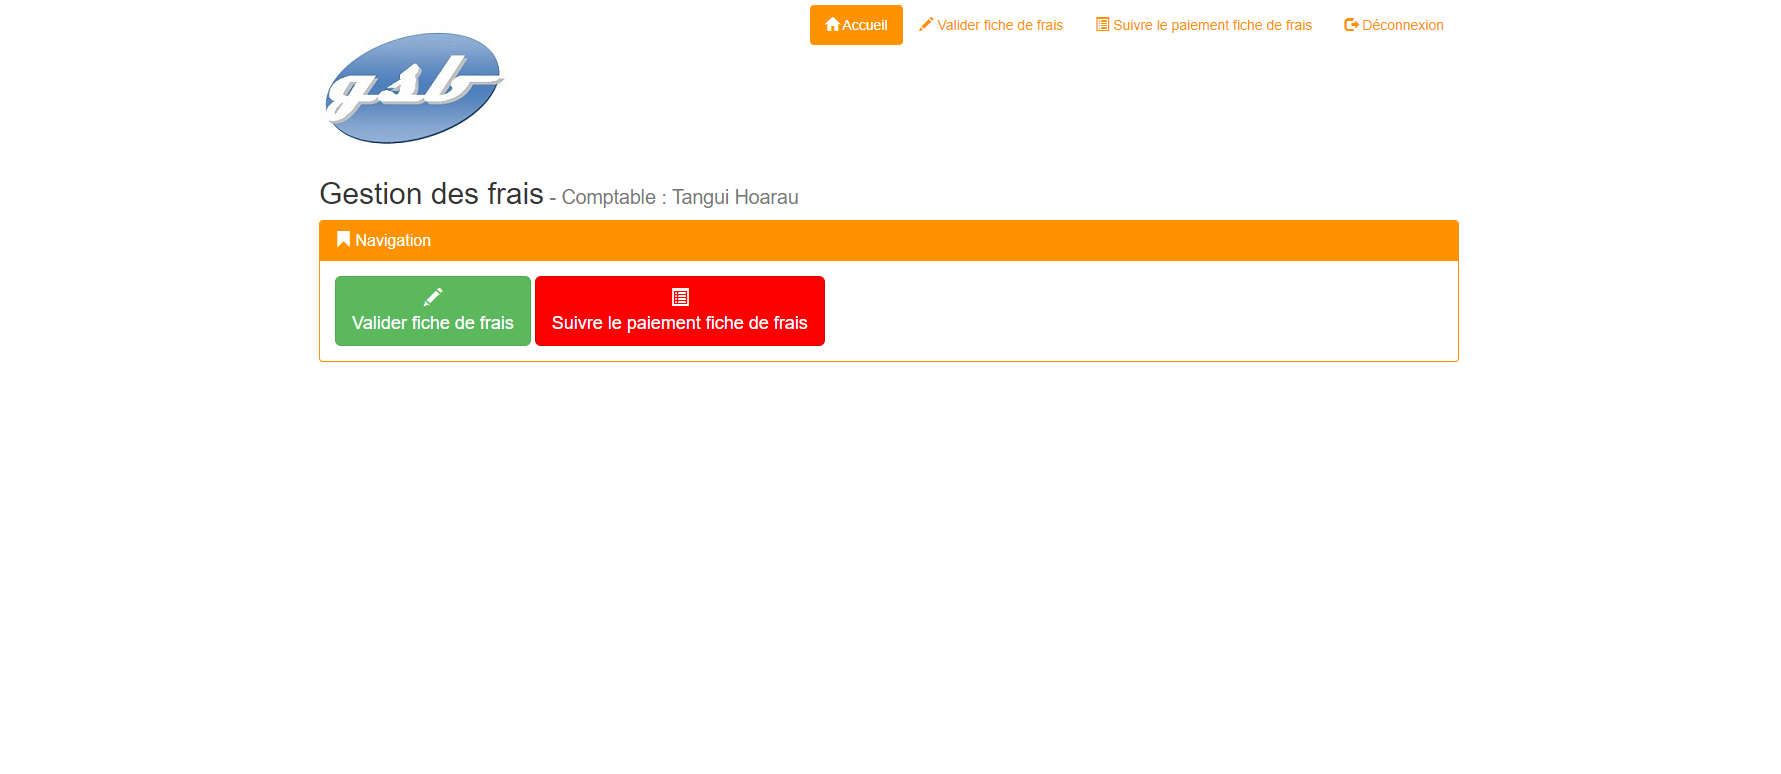 Accueil Valider fiche de frais Suivre le paiement fiche de frais Déconnexion
gsb
Gestion des frais - Comptable : Tangui Hoarau
Navigation
Valider fiche de frais Suivre le paiement fiche de frais